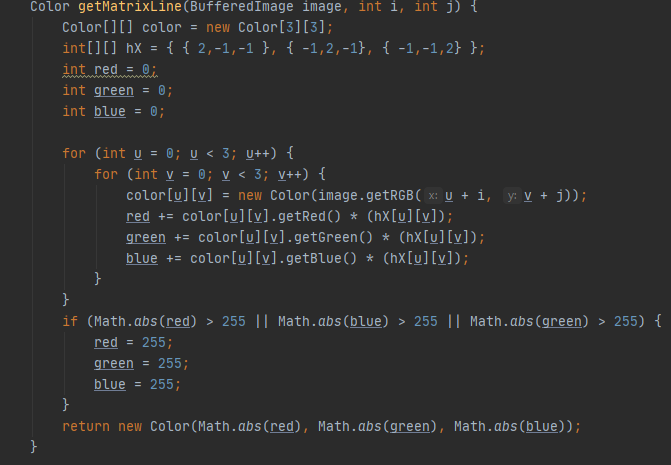 Color getMatrixLine(BufferedImage image, int i, int j) {
Color[][] color = new Color[3][3];
int[][] hX = { { 2,-1,-1 }, { -1,2,-1}, { -1,-1,2} };
int red = 0;
int green = 0;
int blue = 0;
for (int u = 0; u < 3; u++) {
for (int v = 0; v < 3; v++) {
color[u][v] = new Color(image.getRGB( x: u + i, y: v + j));
red += color[u][v].getRed() * (hX[u][v]);
green += color[u][v].getGreen() * (hX[u][v]);
blue += color[u][v].getBlue() * (hX[u][v]);
}
}
if (Math.abs(red) > 255 || Math.abs(blue) > 255 || Math.abs(green) > 255) {
red = 255;
green = 255;
blue = 255;
}
return new Color(Math.abs(red), Math.abs(green), Math.abs(blue));
}